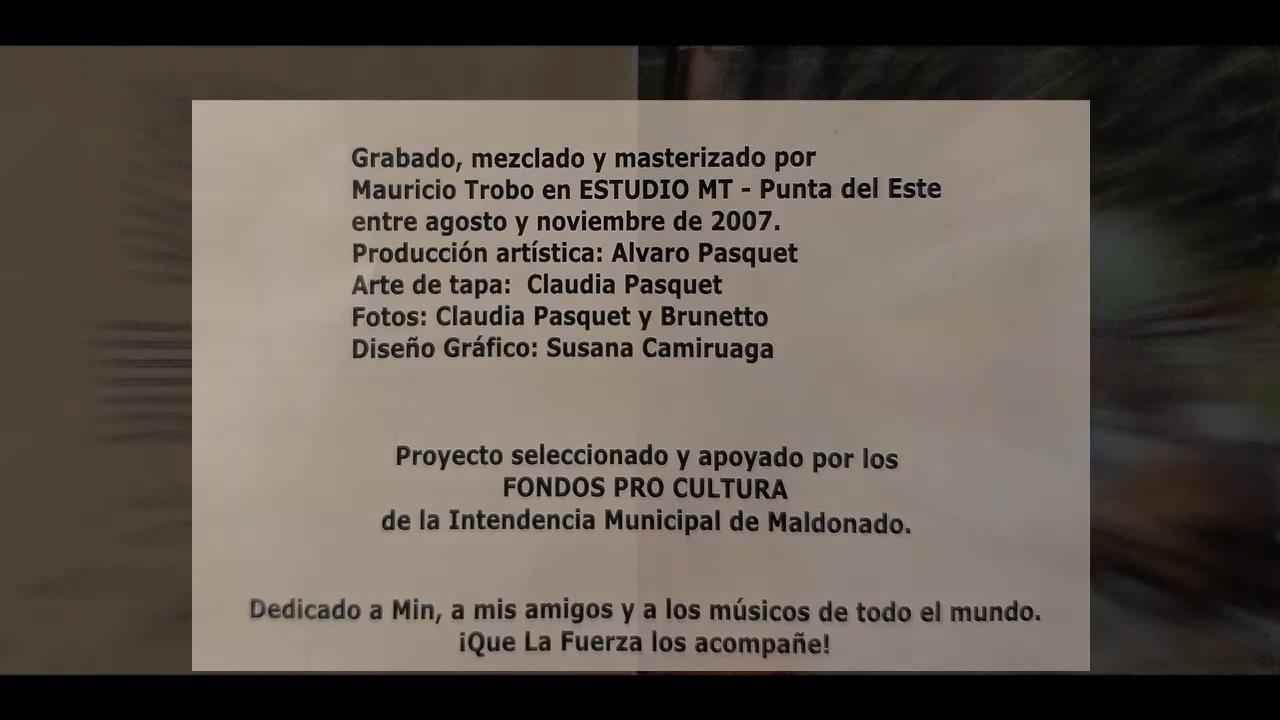 Grabado, mezclado y masterizado por
Mauricio Trobo en ESTUDIO MT - Punta del Este
entre agosto y noviembre de 2007.
Producción artística: Alvaro Pasquet
Arte de tapa:  Claudia Pasquet
Fotos: Claudia Pasquet y Brunetto
Diseño Gráfico: Susana Camiruaga
Proyecto seleccionado y apoyado por los
FONDOS PRO CULTURA
de la Intendencia Municipal de Maldonado.
Dedicado a Min, a mis amigos y a los músicos de todo el mundo.
¡Que La Fuerza los acompañe!